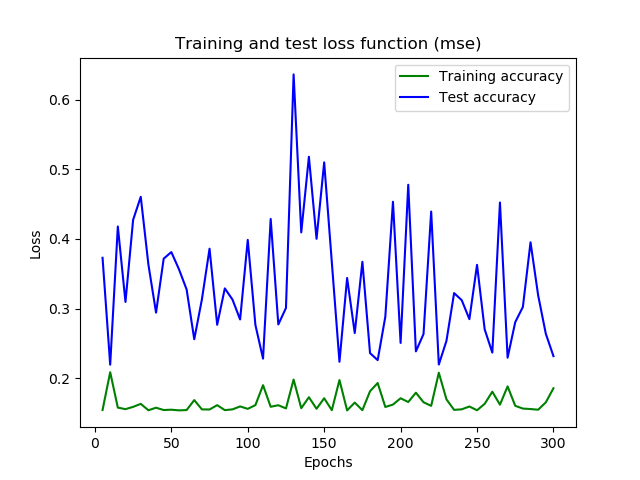 Training and test loss function (mse)
Training accuracy
Test accuracy
Loss
0.6
0.5
0.4
0.3
0.2
0
50
100
150
200
250
300
Epochs